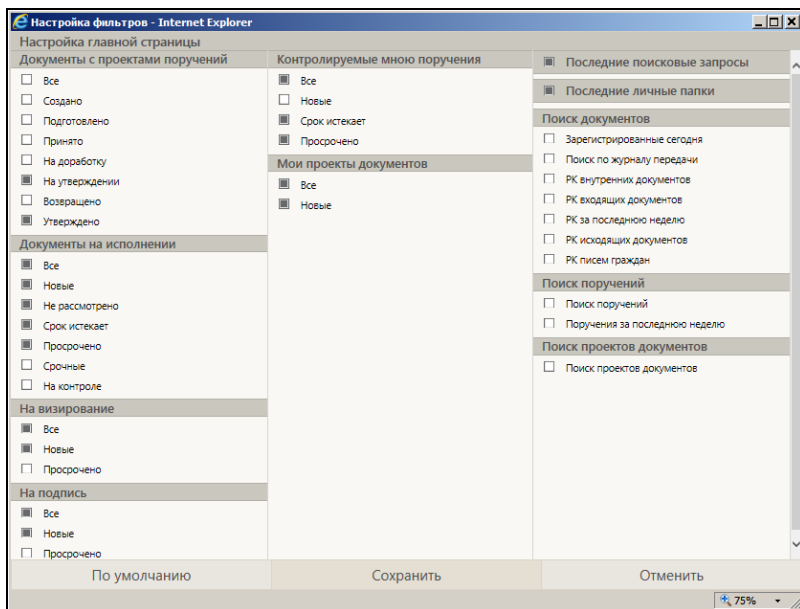 Настройка фильтров - Internet Explorer
Настройка главной страницы
Документы с проектами поручений
Все
Создано
Подготовлено
Принято
На доработку
На утверждении
Возвращено
Утверждено
Документы на исполнении
Все
Новые
Не рассмотрено
Срок истекает
Просрочено
Срочные
На контроле
На визирование
Все
Новые
Просрочено
На подпись
Все
Новые
Просрочено
Контролируемые мною поручения
Все
Новые
Срок истекает
Просрочено
Мои проекты документов
Все
Новые
Последние поисковые запросы
Последние личные папки
Поиск документов
Зарегистрированные сегодня
Поиск по журналу передачи
РК внутренних документов
РК входящих документов
РК за последнюю неделю
РК исходящих документов
РК писем граждан
Поиск поручений
Поиск поручений
Поручения за последнюю неделю
Поиск проектов документов
Поиск проектов документов
По умолчанию
Сохранить
Отменить
75%